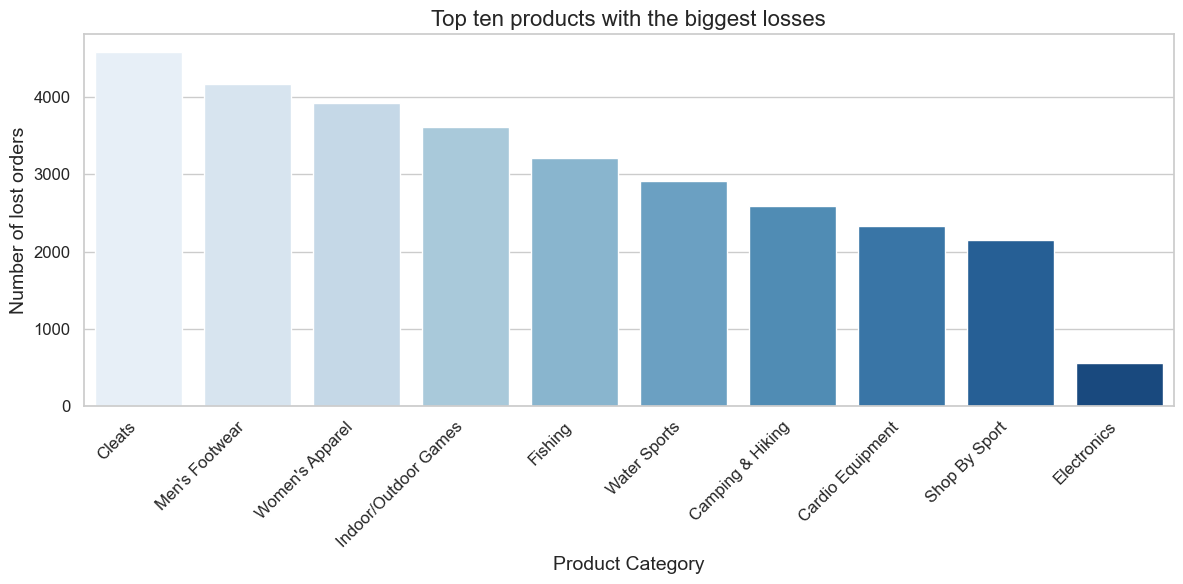 Top ten products with the biggest losses
Number of lost orders
4000
3000
2000
1000
0
Cleats
Men's Footwear
Women's Apparel
Indoor/Outdoor Games
Fishing
Water Sports
Camping & Hiking
Cardio Equipment
Shop By Sport
Electronics
Product Category